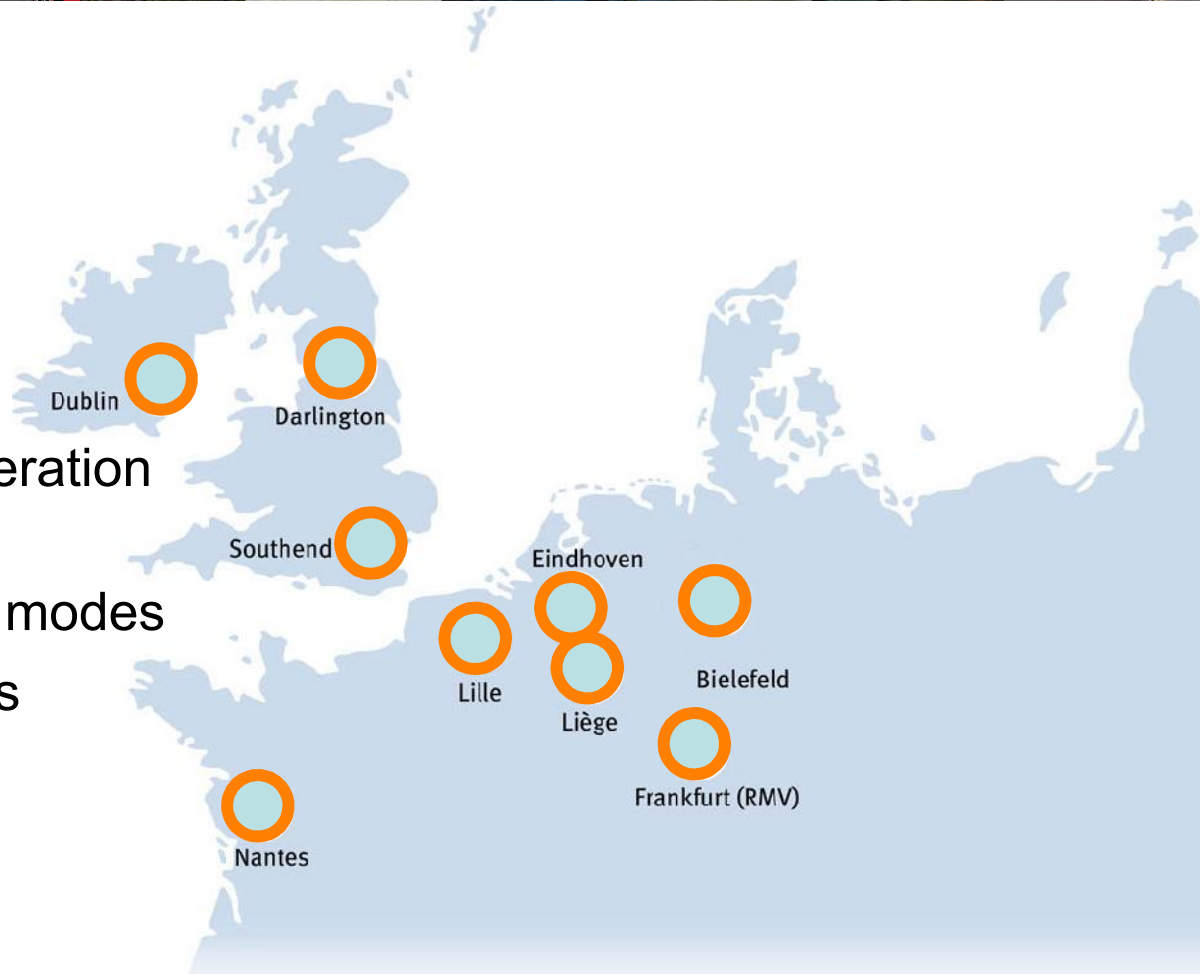 Dublin
Darlington
eration
Southend
Eindhoven
modes
Bielefeld
s
Lille
Liège
Frankfurt (RMV)
Nantes